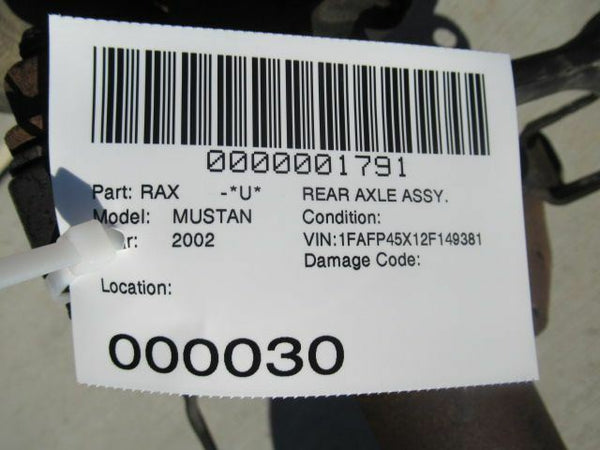 0000001791
Part: RAX -*U* REAR AXLE ASSY.
Model: MUSTAN Condition:
2002 VIN:1FAFP45X12F149381
Damage Code:
Location:
000030